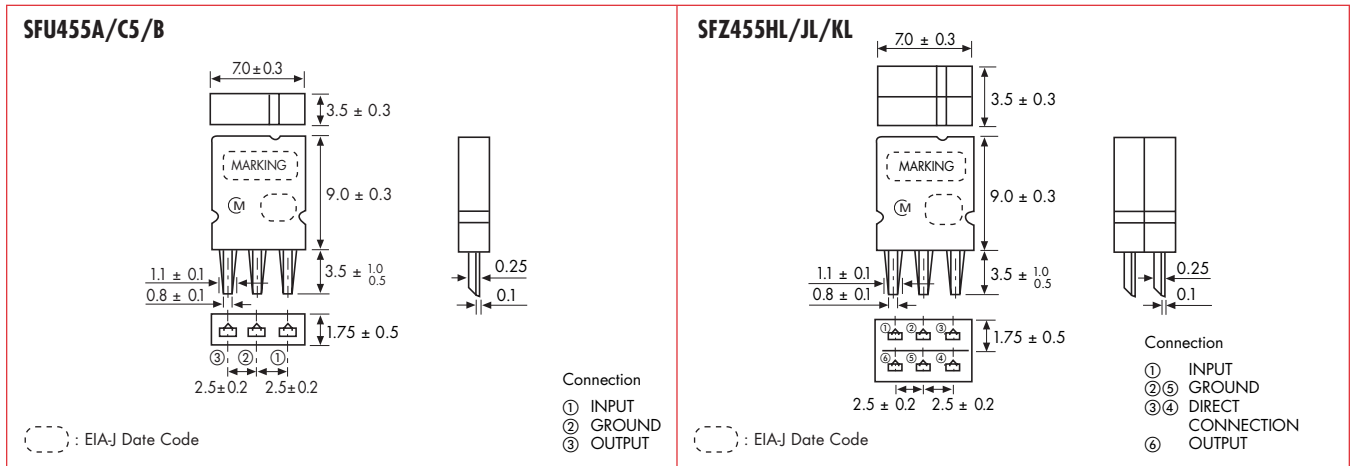 SFU455A/C5/B
7.0 ± 0.3
3.5 ± 0.3
MARKING
M
9.0 ± 0.3
1.1 ± 0.1
3.5 ± 1.0 0.5
0.8 ± 0.1
0.25
0.1
1.75 ± 0.5
③ ② ①
2.5 ± 0.2 2.5 ± 0.2
Connection
① INPUT
② GROUND
③ OUTPUT
: EIA-J Date Code
SFZ455HL/JL/KL
7.0 ± 0.3
3.5 ± 0.3
MARKING
M
9.0 ± 0.3
1.1 ± 0.1
3.5 ± 1.0 0.5
0.8 ± 0.1
0.25
0.1
① ② ③
1.75 ± 0.5
⑥ ⑤ ④
2.5 ± 0.2 2.5 ± 0.2
Connection
① INPUT
②⑤ GROUND
③④ DIRECT
CONNECTION
⑥ OUTPUT
: EIA-J Date Code